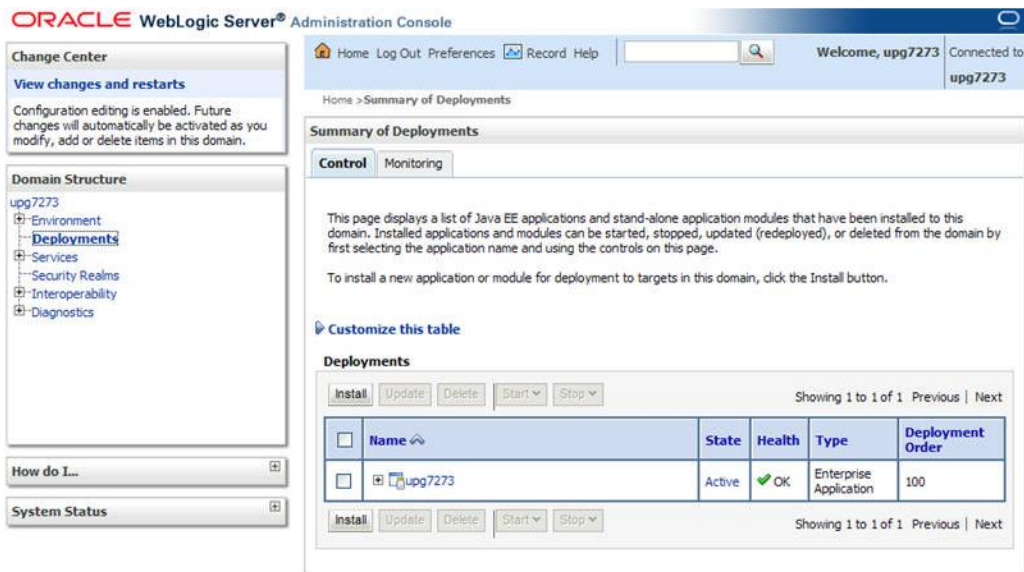 ORACLE WebLogic Server® Administration Console
Change Center
View changes and restarts
Configuration editing is enabled. Future
changes will automatically be activated as you
modify, add or delete items in this domain.
Domain Structure
upg7273
Environment
Deployments
Services
Security Realms
Interoperability
Diagnostics
How do I...
System Status
Home Log Out Preferences Record Help
Welcome, upg7273
Connected to
upg7273
Home >Summary of Deployments
Summary of Deployments
Control Monitoring
This page displays a list of Java EE applications and stand-alone application modules that have been installed to this
domain. Installed applications and modules can be started, stopped, updated (redeployed), or deleted from the domain by
first selecting the application name and using the controls on this page.
To install a new application or module for deployment to targets in this domain, click the Install button.
Customize this table
Deployments
Install Update Delete Start Stop Showing 1 to 1 of 1 Previous | Next
Name State Health Type Deployment
Order
upg7273 Active OK Enterprise
Application 100
Install Update Delete Start Stop Showing 1 to 1 of 1 Previous | Next